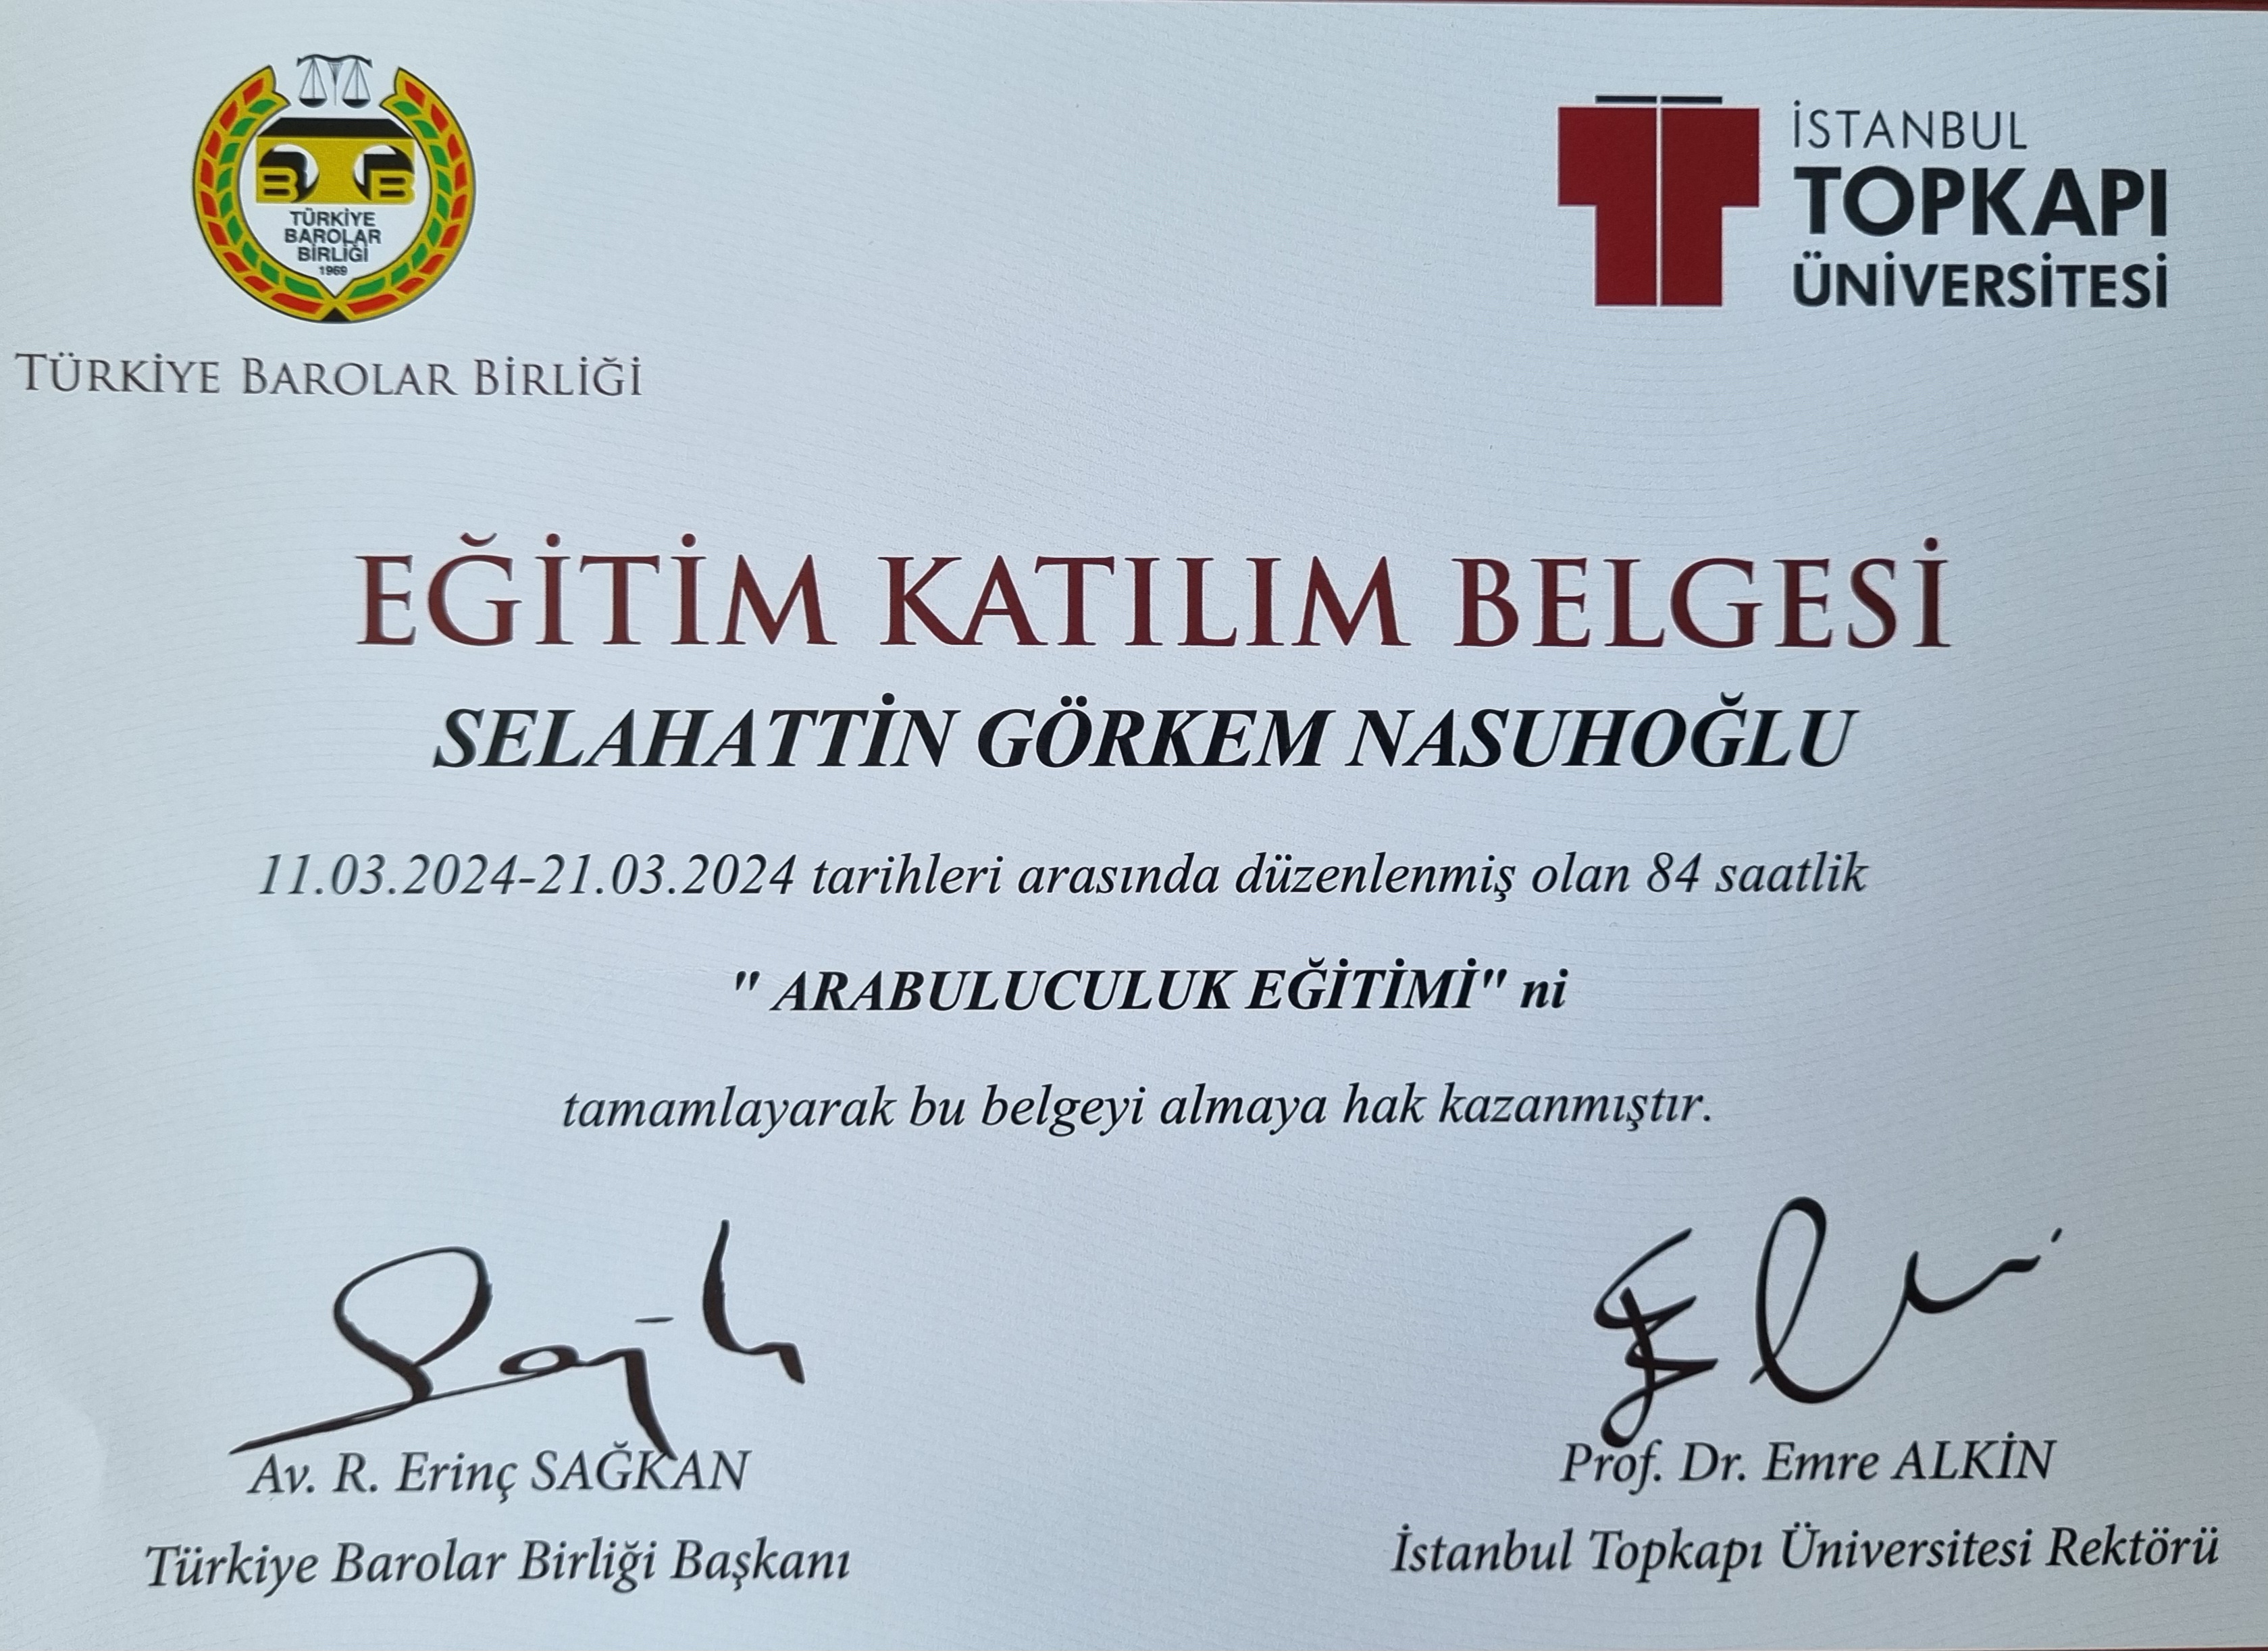 TÜRKİYE
BAROLAR
BİRLİĞİ
1969
TÜRKİYE BAROLAR BİRLİĞİ
İSTANBUL
TOPKAPI
ÜNİVERSİTESİ
EĞİTİM KATILIM BELGESİ
SELAHATTİN GÖRKEM NASUHOĞLU
11.03.2024-21.03.2024 tarihleri arasında düzenlenmiş olan 84 saatlik
" ARABULUCULUK EĞİTİMİ" ni
tamamlayarak bu belgeyi almaya hak kazanmıştır.
Av. R. Erinç SAĞKAN
Türkiye Barolar Birliği Başkanı
Prof. Dr. Emre ALKİN
İstanbul Topkapı Üniversitesi Rektörü